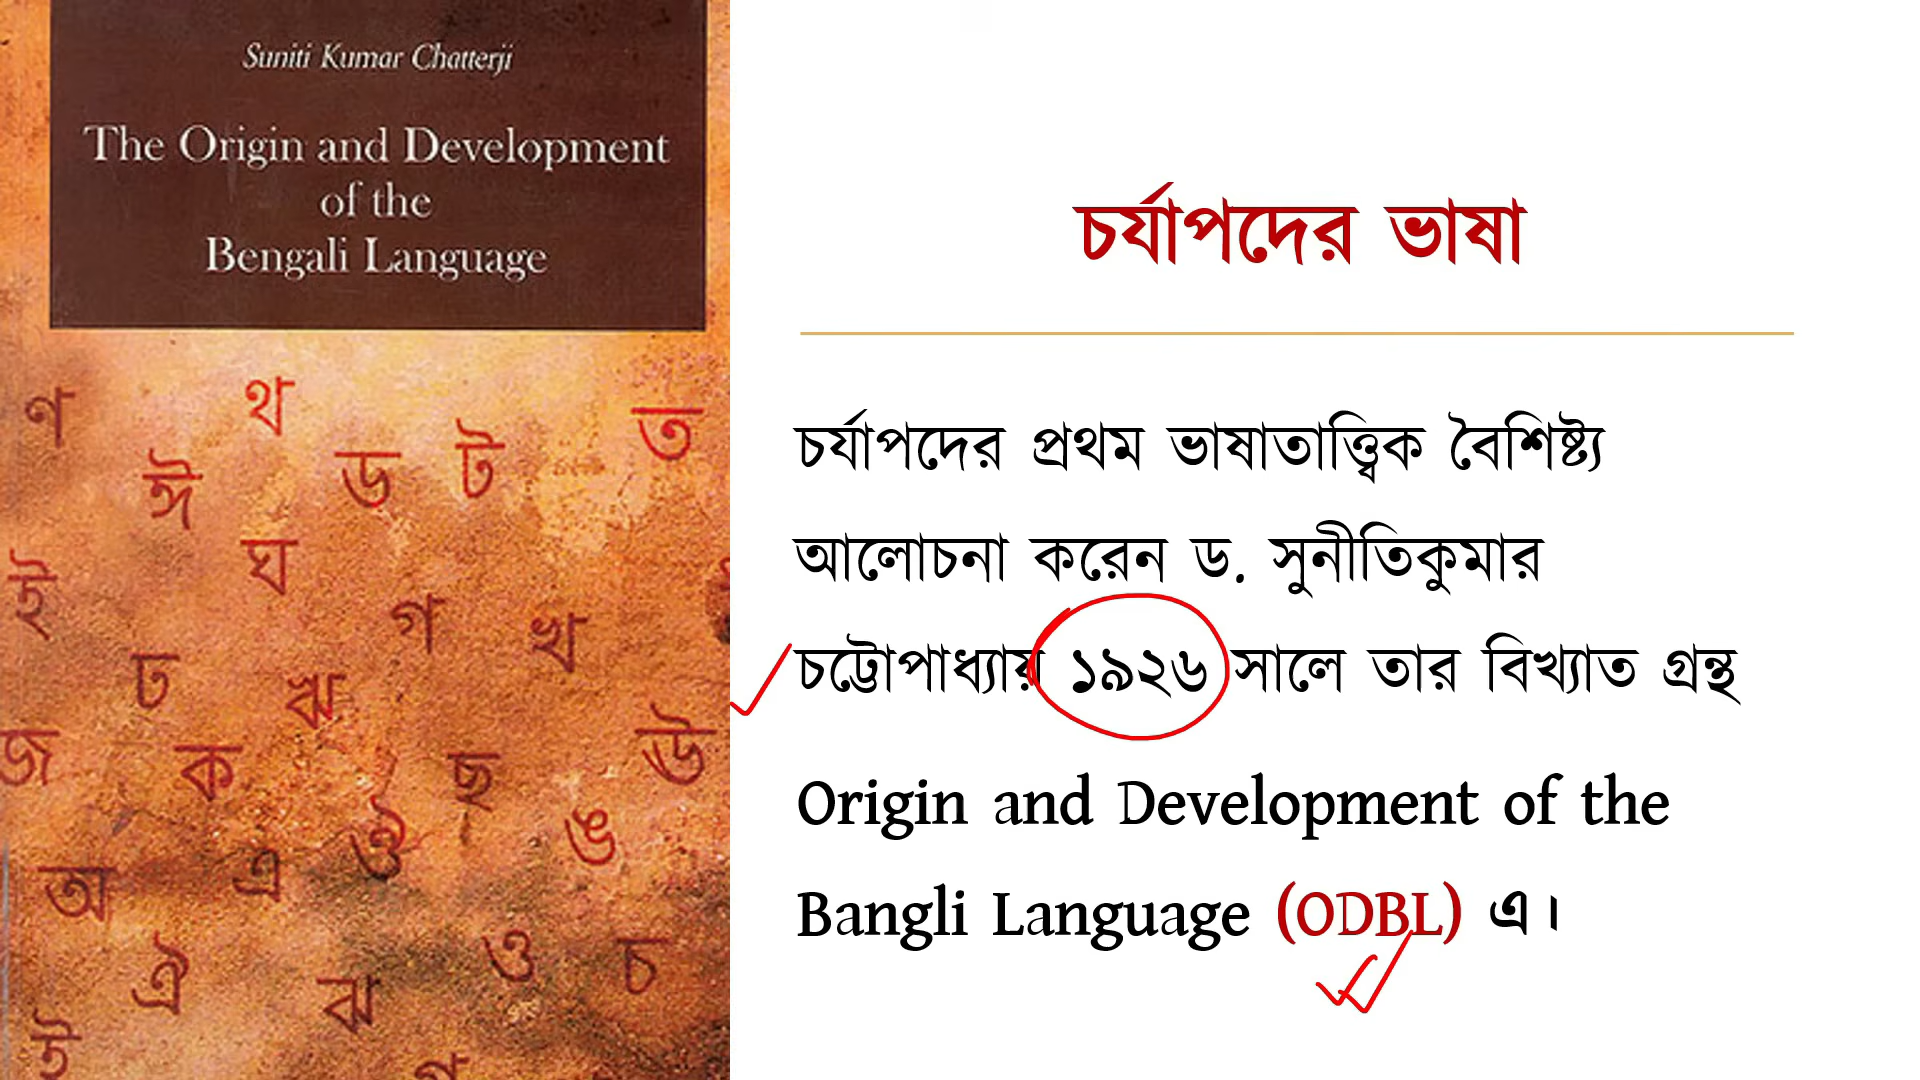 Suniti Kumar Chatterji
The Origin and Development
of the
Bengali Language
ণ
থ
ত
ঈ
ড
ট
ঘ
ই
গ
খ
ঢ
ঋ
জ
ক
ছ
ঊ
ঔ
ঙ
অ
এ
ঐ
ঝ
ও
চ
চর্যাপদের ভাষা
চর্যাপদের প্রথম ভাষাতাত্ত্বিক বৈশিষ্ট্য
আলোচনা করেন ড. সুনীতিকুমার
চট্টোপাধ্যায় ১৯২৬ সালে তার বিখ্যাত গ্রন্থ
Origin and Development of the
Bangli Language (ODBL) এ।